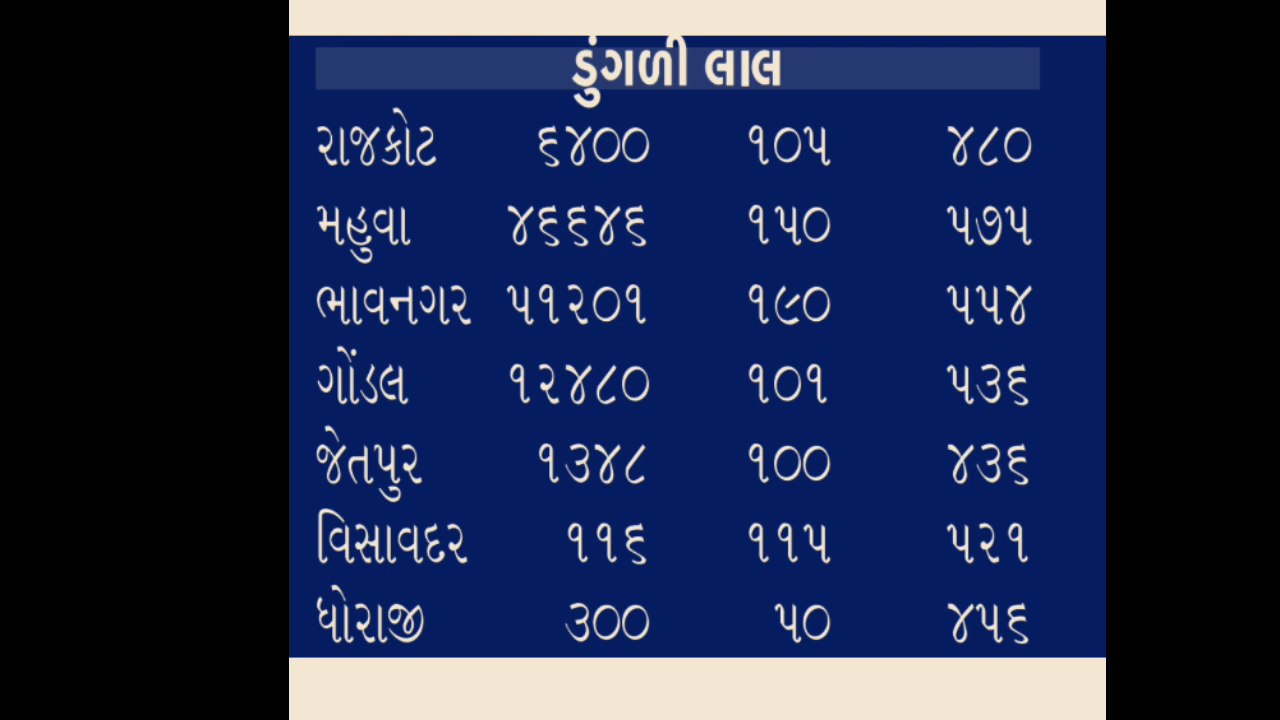 ડુંગળી લાલ
રાજકોટ ૬૪૦૦ ૧૦૫ ૪૮૦
મહુવા ૪૬૬૪૬ ૧૫૦ ૫૭૫
ભાવનગર ૫૧૨૦૧ ૧૯૦ ૫૫૪
ગોંડલ ૧૨૪૮૦ ૧૦૧ ૫૩૬
જેતપુર ૧૩૪૮ ૧૦૦ ૪૩૬
વિસાવદર ૧૧૬ ૧૧૫ ૫૨૧
ધોરાજી ૩૦૦ ૫૦ ૪૫૬